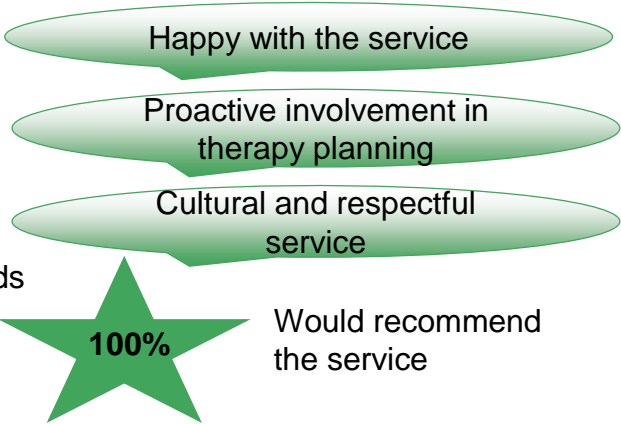 Happy with the service
Proactive involvement in
therapy planning
Cultural and respectful
service
100%
Would recommend
the service